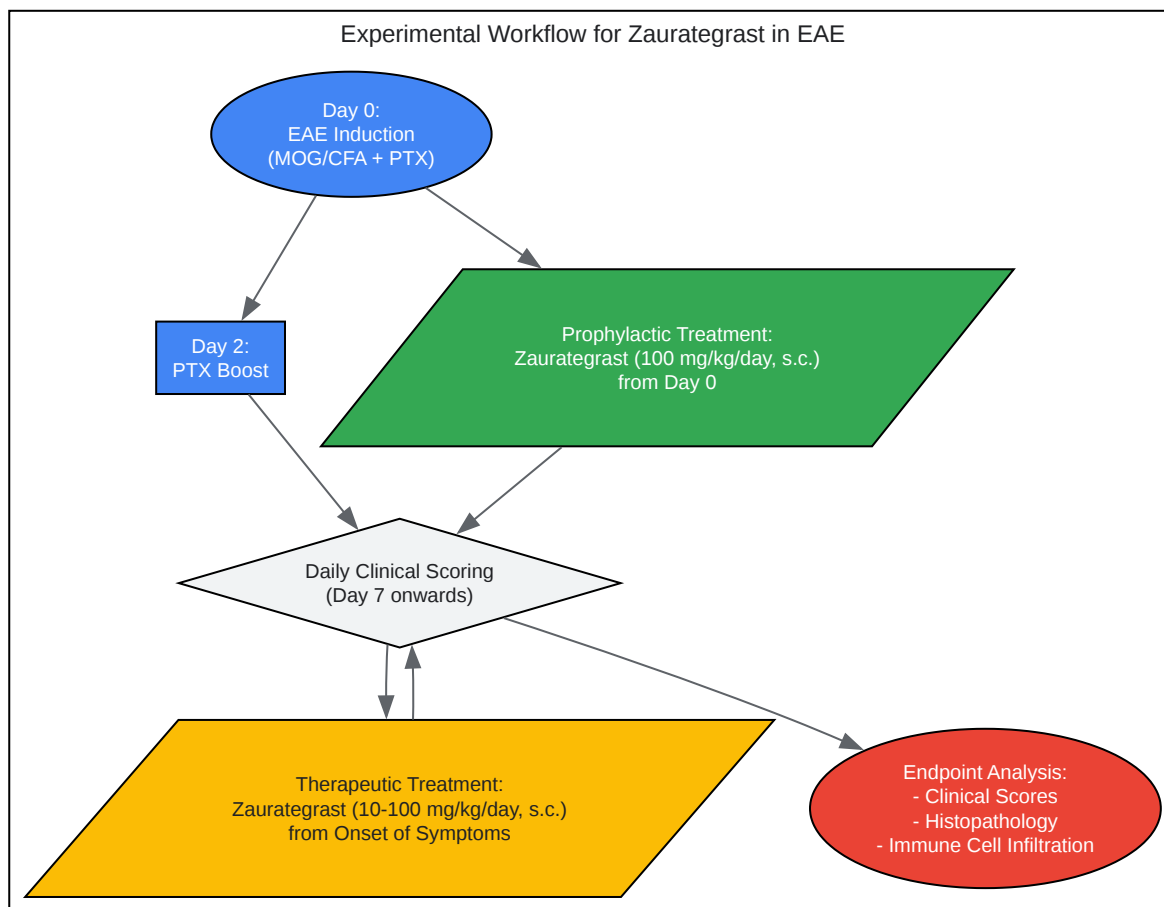 Experimental Workflow for Zaurategrast in EAE
Day 0:
EAE Induction
(MOG/CFA + PTX)
Day 2:
PTX Boost
Prophylactic Treatment:
Zaurategrast (100 mg/kg/day, s.c.)
from Day 0
Daily Clinical Scoring
(Day 7 onwards)
Therapeutic Treatment:
Zaurategrast (10-100 mg/kg/day, s.c.)
from Onset of Symptoms
Endpoint Analysis:
- Clinical Scores
- Histopathology
- Immune Cell Infiltration